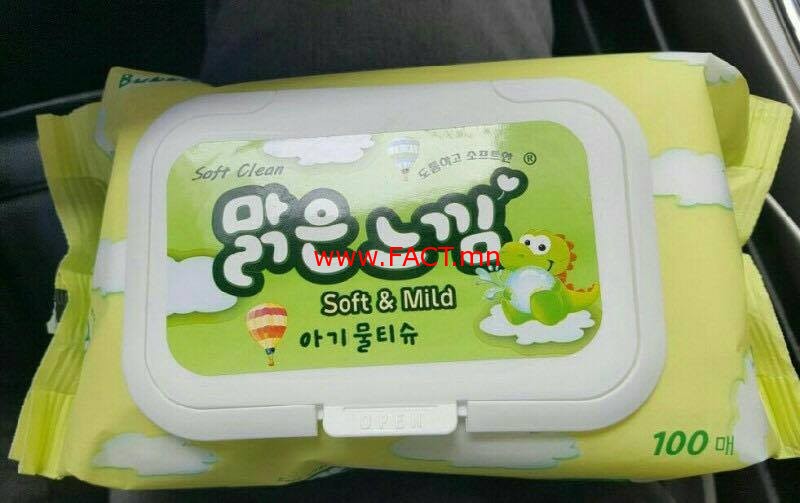 Soft Clean
도톰하고 소프트한 ®
맑은느낌
www.FACT.mn
Soft & Mild
아기물티슈
OPEN
100매